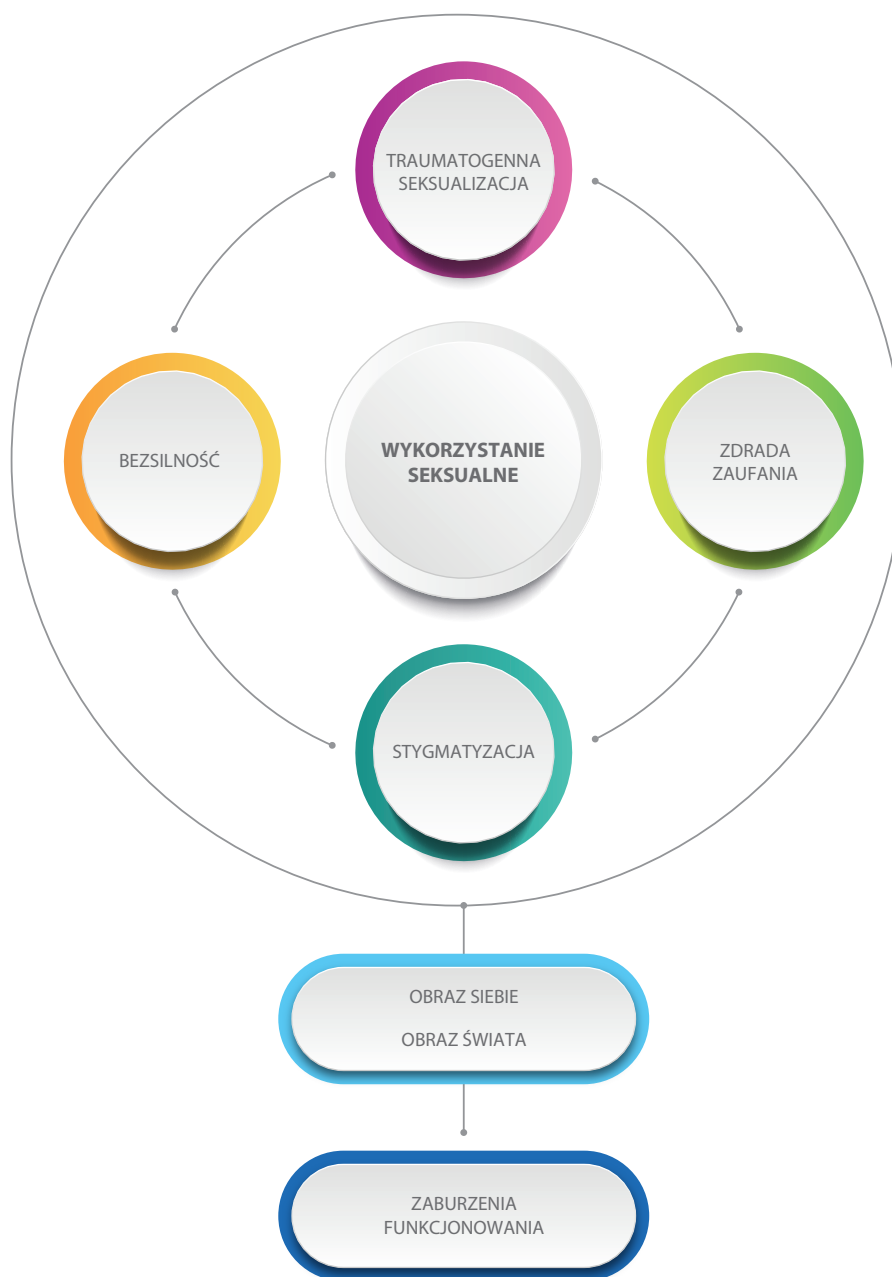 TRAUMATOGENNA
SEKSUALIZACJA
BEZSILNOŚĆ
WYKORZYSTANIE
SEKSUALNE
ZDRADA
ZAUFANIA
STYGMATYZACJA
OBRAZ SIEBIE
OBRAZ ŚWIATA
ZABURZENIA
FUNKCJONOWANIA